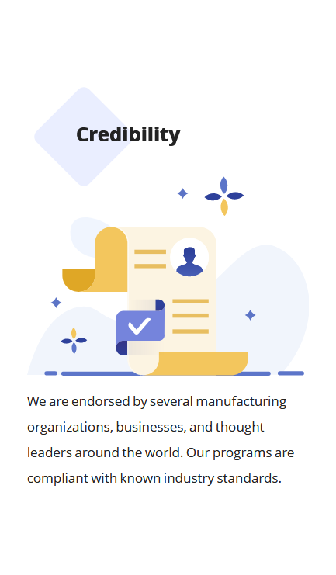 Credibility
We are endorsed by several manufacturing
organizations, businesses, and thought
leaders around the world. Our programs are
compliant with known industry standards.